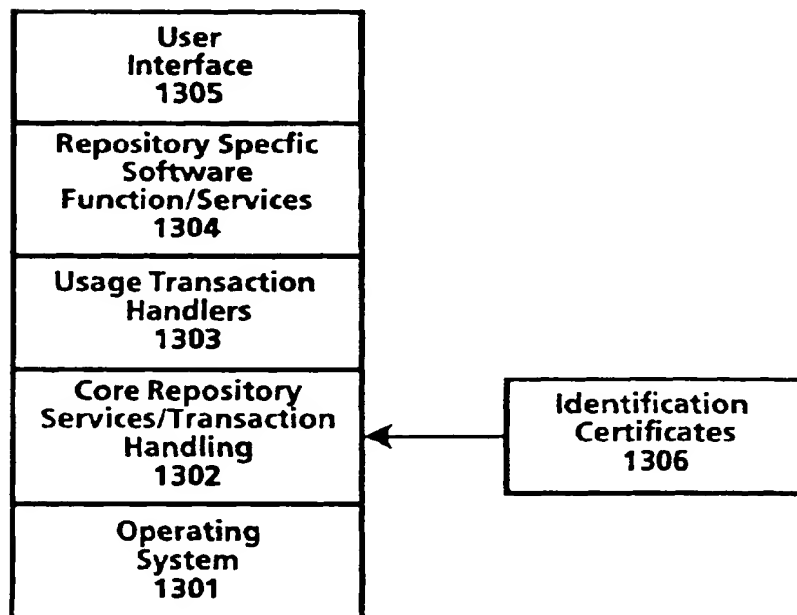 User
Interface
1305
Repository Specfic
Software
Function/Services
1304
Usage Transaction
Handlers
1303
Core Repository
Services/Transaction
Handling
1302
Identification
Certificates
1306
Operating
System
1301